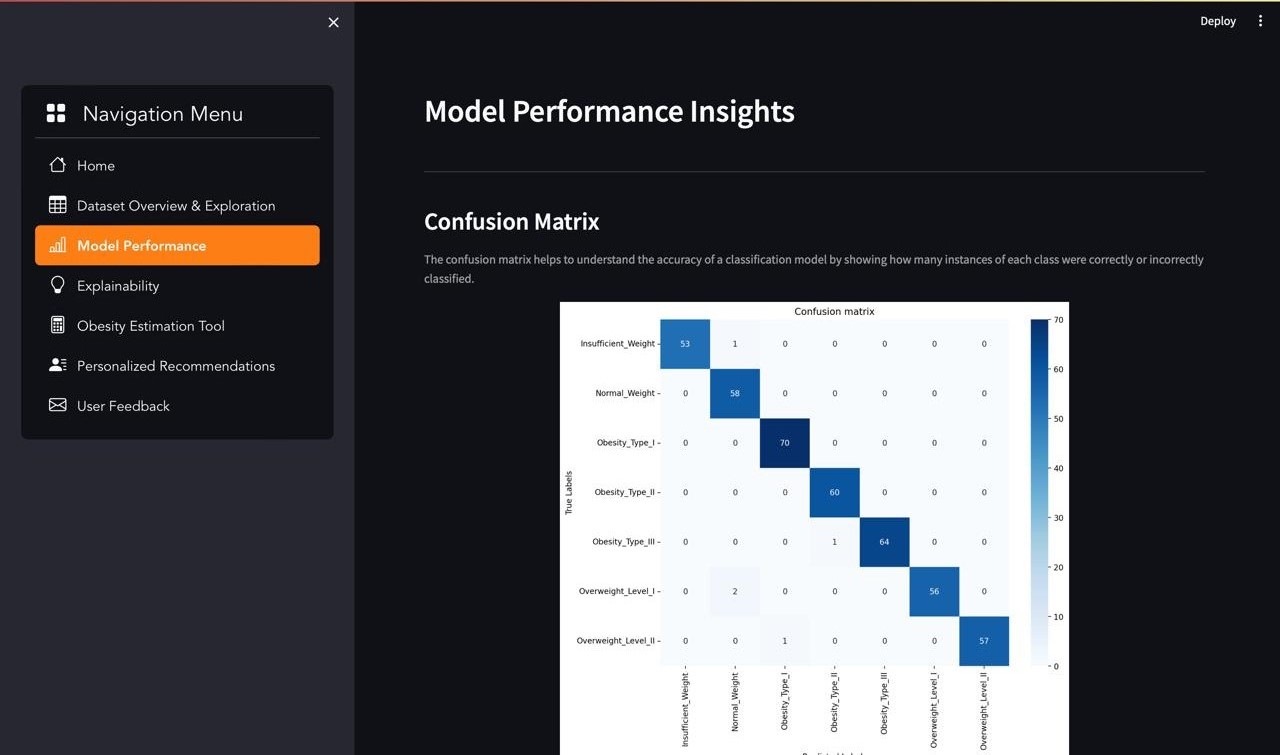 Deploy
Navigation Menu
Home
Dataset Overview & Exploration
Model Performance
Explainability
Obesity Estimation Tool
Personalized Recommendations
User Feedback
Model Performance Insights
Confusion Matrix
The confusion matrix helps to understand the accuracy of a classification model by showing how many instances of each class were correctly or incorrectly
classified.
Confusion matrix
True Labels
Insufficient_Weight 53 1 0 0 0 0 0
Normal_Weight 0 58 0 0 0 0 0
Obesity_Type_I 0 0 70 0 0 0 0
Obesity_Type_II 0 0 0 60 0 0 0
Obesity_Type_III 0 0 0 1 64 0 0
Overweight_Level_I 0 2 0 0 0 56 0
Overweight_Level_II 0 0 1 0 0 0 57
Insufficient_Weight
Normal_Weight
Obesity_Type_I
Obesity_Type_II
Obesity_Type_III
Overweight_Level_I
Overweight_Level_II
70
60
50
40
30
20
10
0